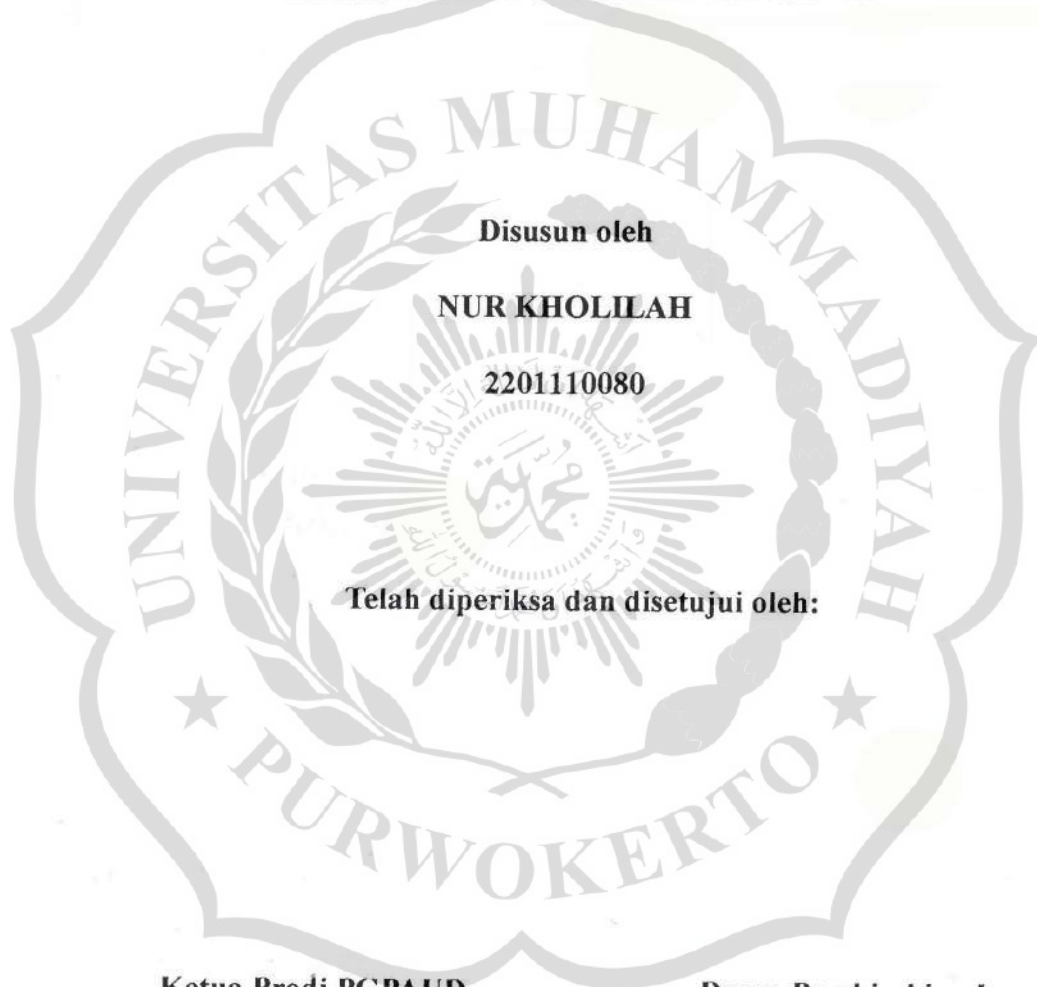 UNIVERSITAS MUHAMMADIYAH
PURWOKERTO
Disusun oleh
NUR KHOLILAH
2201110080
Telah diperiksa dan disetujui oleh:
Ketua Prodi PGPAUD